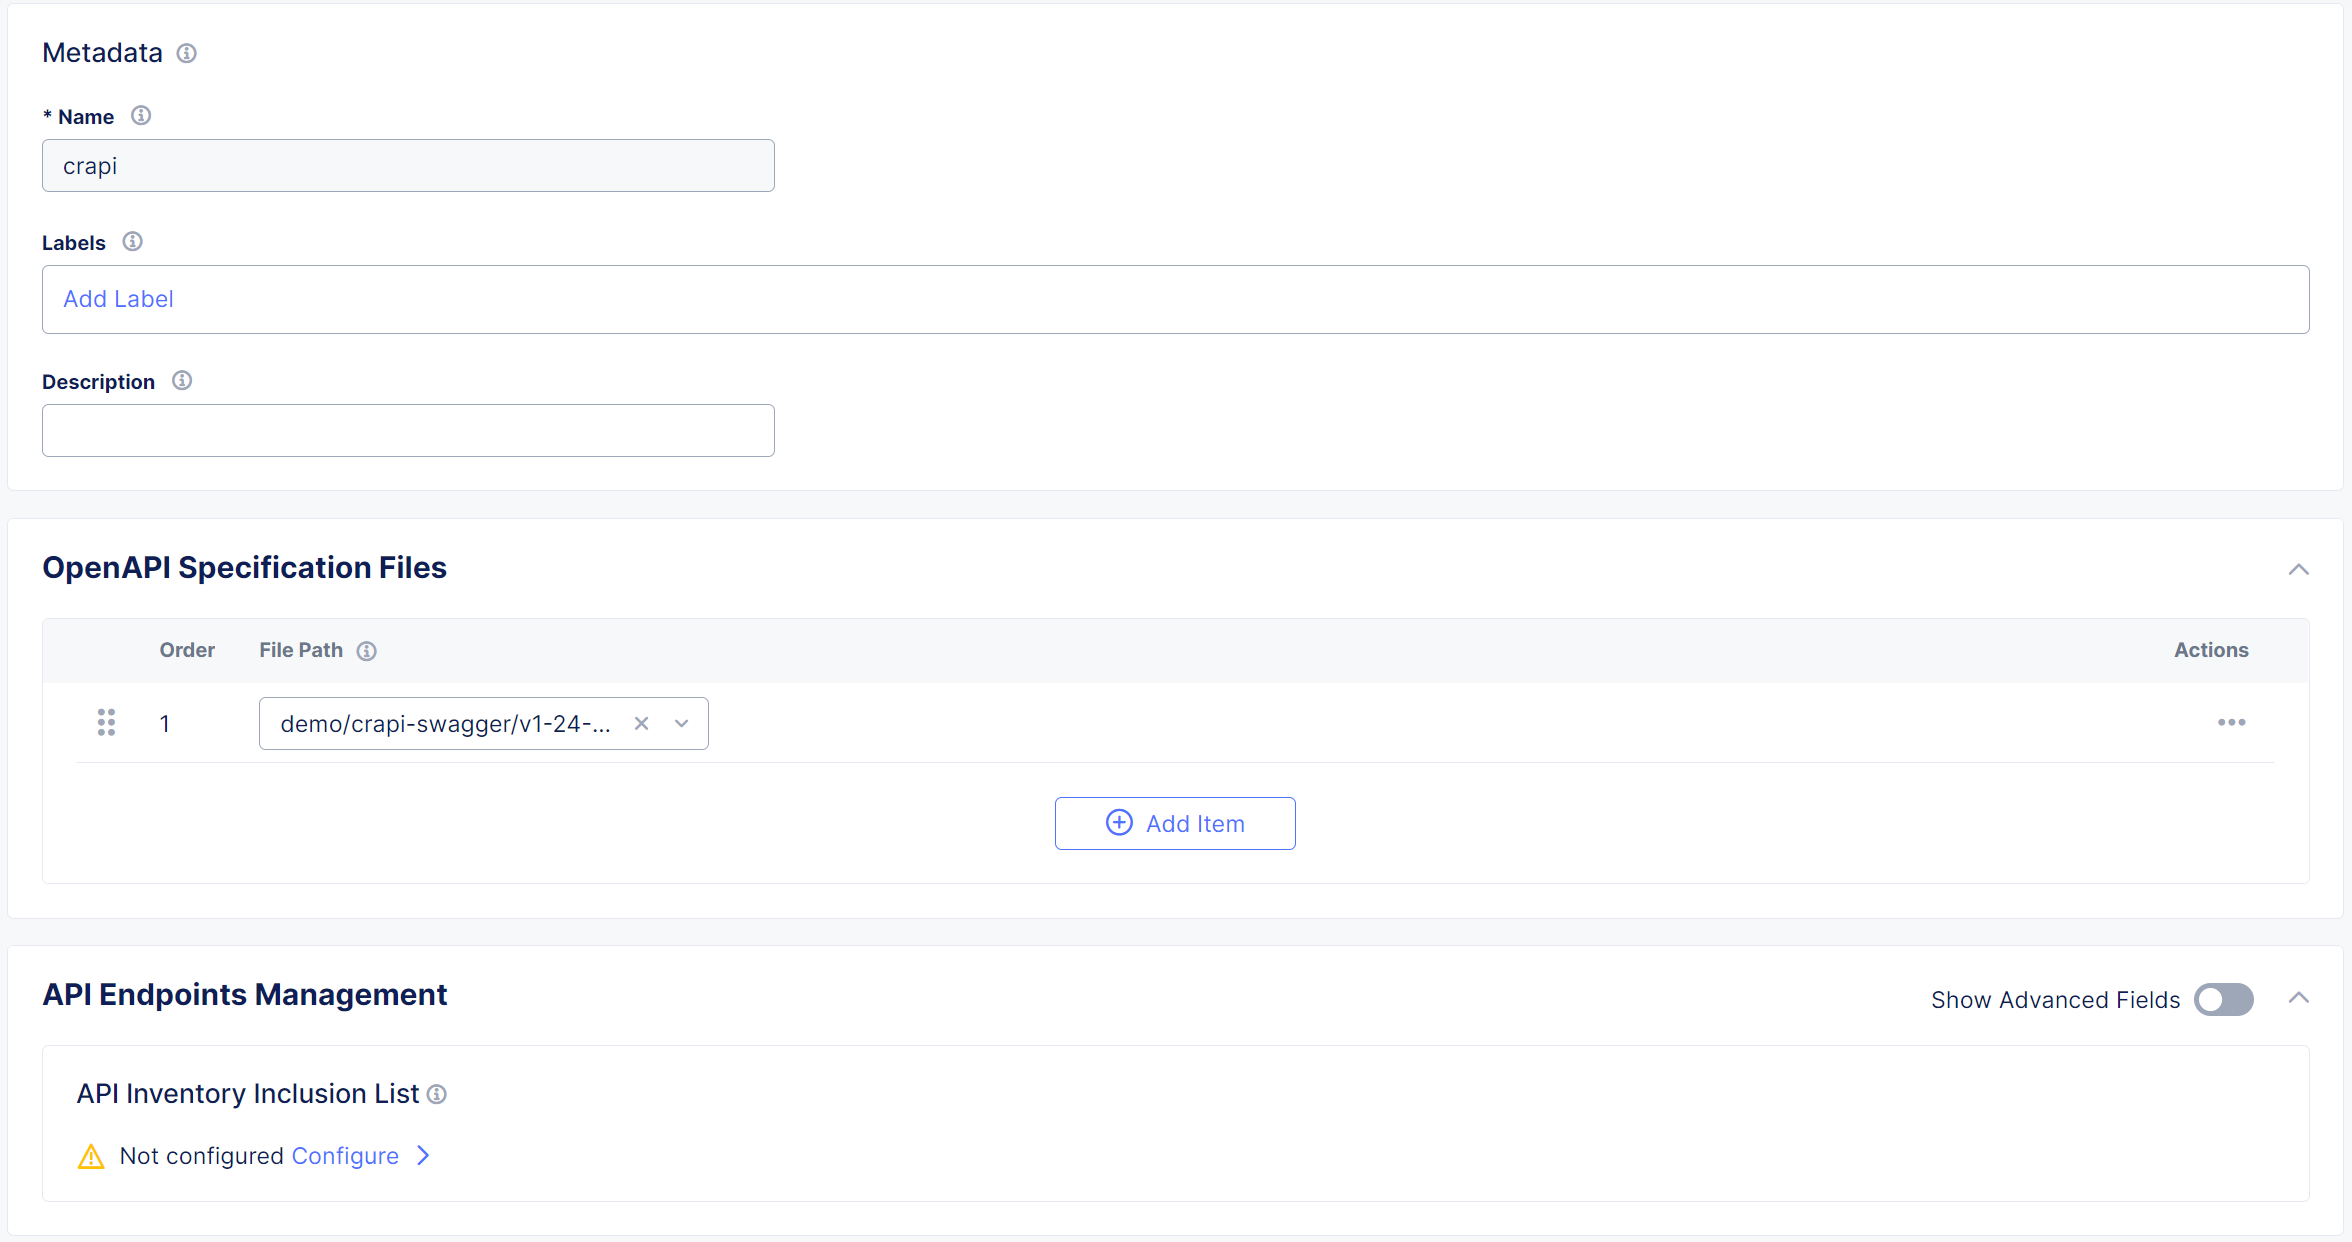 Metadata
* Name
crapi
Labels
Add Label
Description
OpenAPI Specification Files
Order File Path Actions
1 demo/crapi-swagger/v1-24-...
Add Item
API Endpoints Management
Show Advanced Fields
API Inventory Inclusion List
Not configured Configure